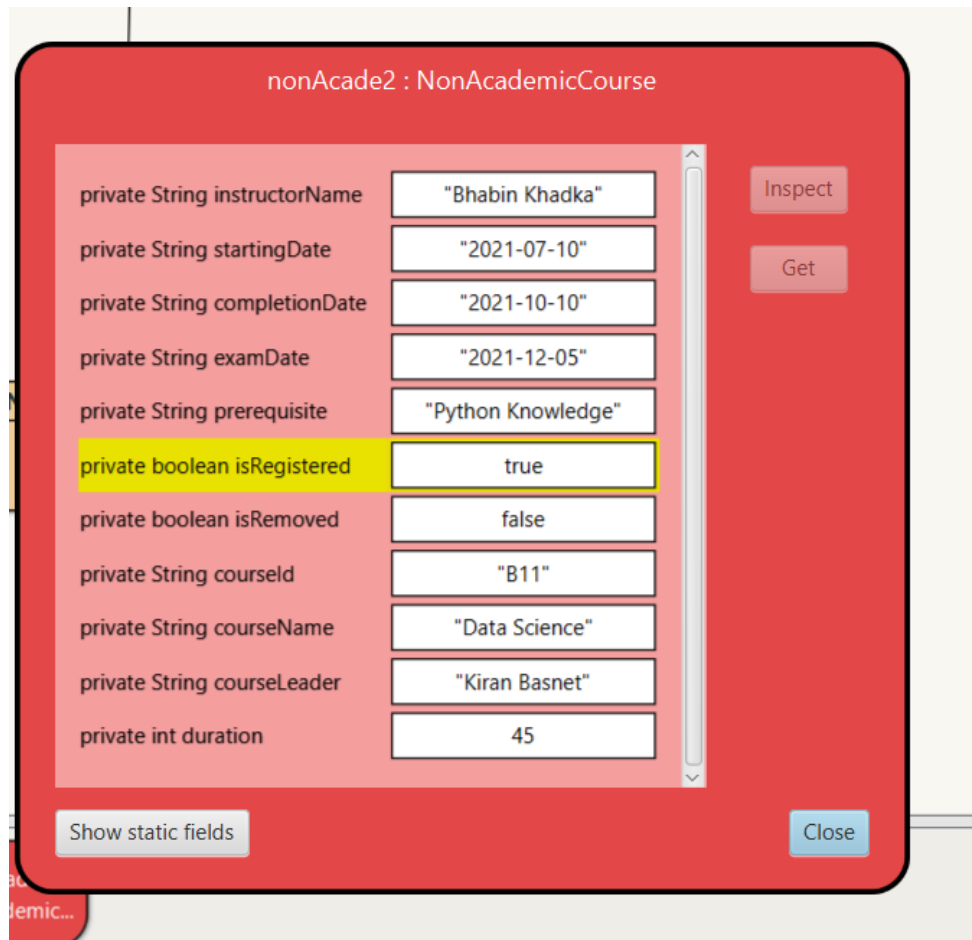 nonAcade2 : NonAcademicCourse
private String instructorName "Bhabin Khadka"
Inspect
private String startingDate "2021-07-10"
Get
private String completionDate "2021-10-10"
private String examDate "2021-12-05"
private String prerequisite "Python Knowledge"
private boolean isRegistered true
private boolean isRemoved false
private String courseId "B11"
private String courseName "Data Science"
private String courseLeader "Kiran Basnet"
private int duration 45
Show static fields
Close
demic...